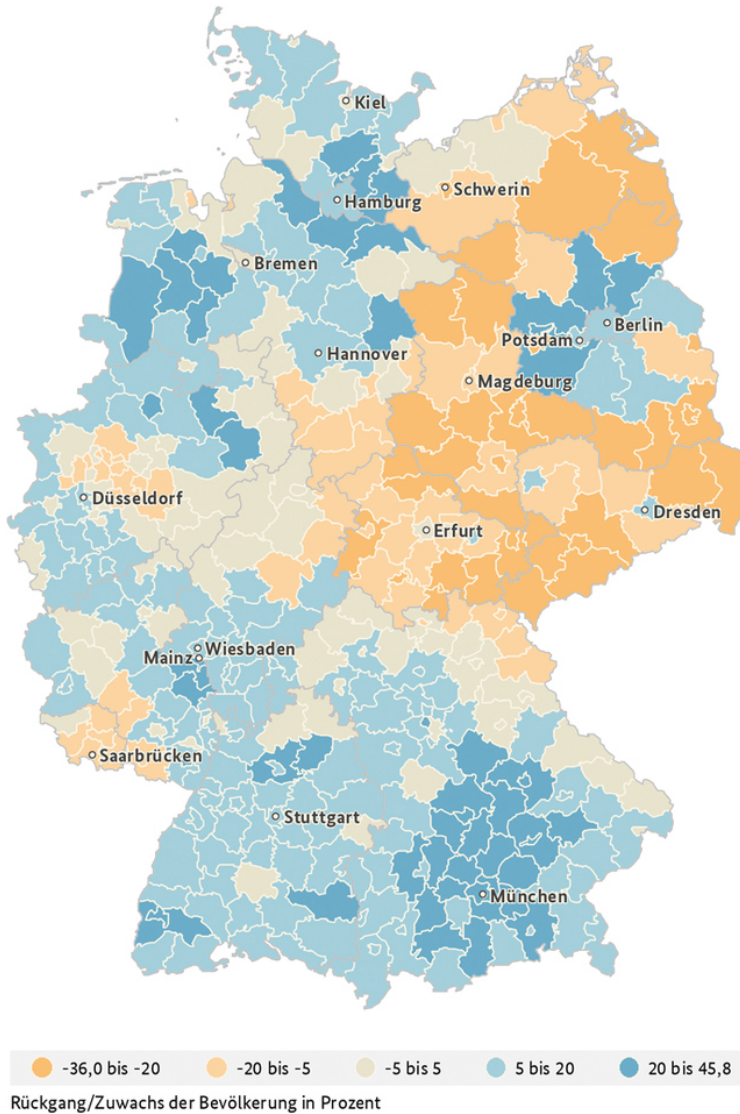 Kiel
Schwerin
Hamburg
Bremen
Berlin
Potsdam
Hannover
Magdeburg
Düsseldorf
Dresden
Erfurt
Wiesbaden
Mainz
Saarbrücken
Stuttgart
München
-36,0 bis -20 -20 bis -5 -5 bis 5 5 bis 20 20 bis 45,8
Rückgang/Zuwachs der Bevölkerung in Prozent